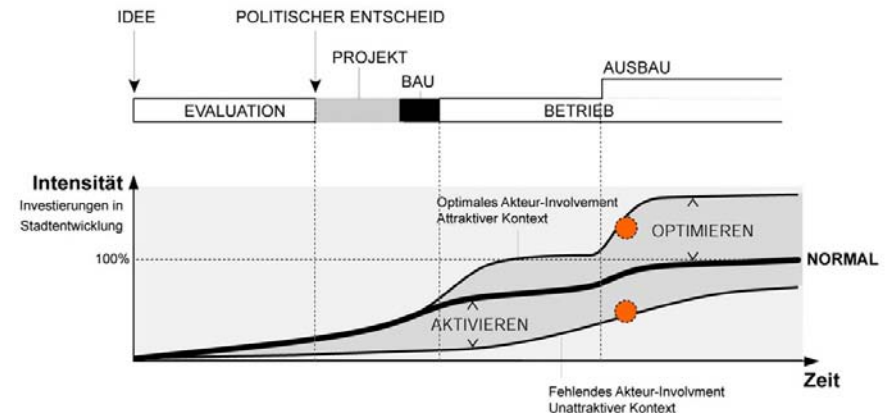 IDEE
POLITISCHER ENTSCHEID
PROJEKT
BAU
AUSBAU
EVALUATION
BETRIEB
Intensität
Investierungen in
Stadtentwicklung
Optimales Akteur-Involvement
Attraktiver Kontext
OPTIMIEREN
100%
NORMAL
AKTIVIEREN
Zeit
Fehlendes Akteur-Involvment
Unattraktiver Kontext